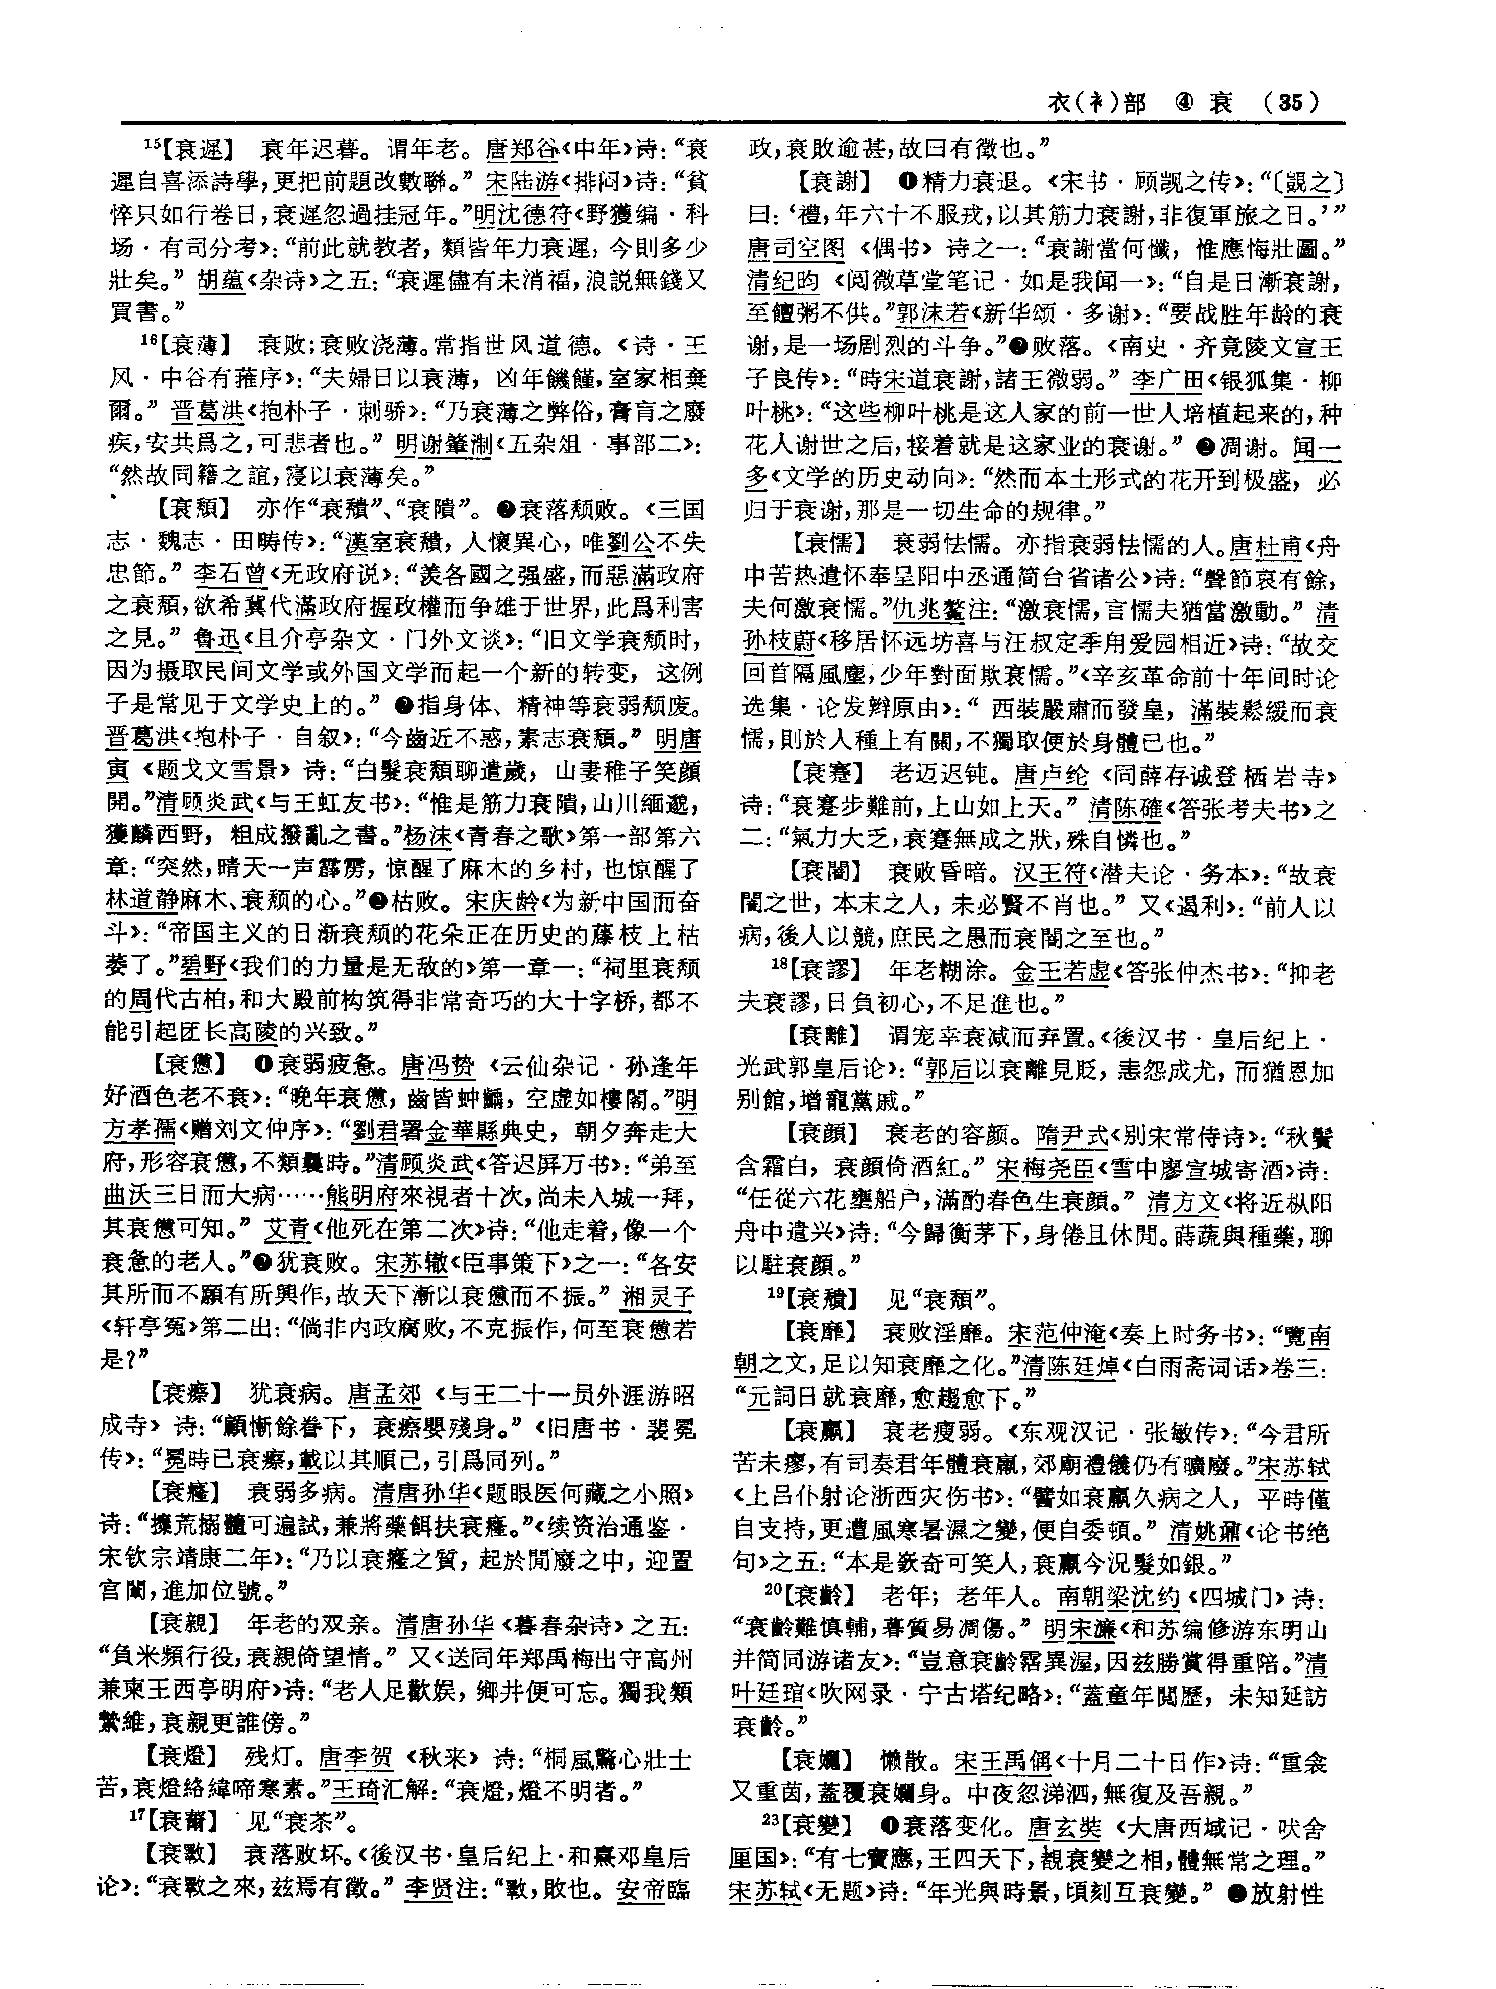 衣(衤)部 ④ 衰 (35)
¹⁵【衰遲】 衰年迟暮。谓年老。唐郑谷《中年》诗:“衰
遲自喜添詩學,更把前題改數聯。” 宋陆游《排闷》诗:“貧
悴只如行卷日,衰遲忽過挂冠年。”明沈德符《野獲编·科
场·有司分考》:“前此就教者,類皆年力衰遲,今則多少
壯矣。” 胡蕴《杂诗》之五:“衰遲儘有未消福,浪説無錢又
買書。”
¹⁶【衰薄】 衰败;衰败浇薄。常指世风道德。《诗·王
风·中谷有蓷序》:“夫婦日以衰薄,凶年饑饉,室家相棄
爾。” 晋葛洪《抱朴子·刺骄》:“乃衰薄之弊俗,膏肓之廢
疾,安共爲之,可悲者也。” 明谢肇淛《五杂俎·事部二》:
“然故同籍之誼,寖以衰薄矣。”
【衰頽】 亦作“衰穨”、“衰隤”。❶衰落颓败。《三国
志·魏志·田畴传》:“漢室衰穨,人懷異心,唯劉公不失
忠節。” 李石曾《无政府说》:“羡各國之强盛,而惡滿政府
之衰頽,欲希冀代滿政府握政權而争雄于世界,此爲利害
之見。” 鲁迅《且介亭杂文·门外文谈》:“旧文学衰颓时,
因为摄取民间文学或外国文学而起一个新的转变,这例
子是常见于文学史上的。” ❷指身体、精神等衰弱颓废。
晋葛洪《抱朴子·自叙》:“今齒近不惑,素志衰頽。” 明唐
寅《题戈文雪景》诗:“白髮衰頽聊遣歲,山妻稚子笑顔
開。”清顾炎武《与王虹友书》:“惟是筋力衰隤,山川緬邈,
獲麟西野,粗成撥亂之書。”杨沫《青春之歌》第一部第六
章:“突然,晴天一声霹雳,惊醒了麻木的乡村,也惊醒了
林道静麻木、衰颓的心。”❸枯败。宋庆龄《为新中国而奋
斗》:“帝国主义的日渐衰颓的花朵正在历史的藤枝上枯
萎了。”碧野《我们的力量是无敌的》第一章一:“祠里衰颓
的周代古柏,和大殿前构筑得非常奇巧的大十字桥,都不
能引起团长高陵的兴致。”
【衰憊】 ❶衰弱疲惫。唐冯贽《云仙杂记·孙逢年
好酒色老不衰》:“晚年衰憊,齒皆蚛齲,空虚如樓閣。”明
方孝孺《赠刘文仲序》:“劉君署金華縣典史,朝夕奔走大
府,形容衰憊,不類曩時。”清顾炎武《答迟屏万书》:“弟至
曲沃三日而大病……熊明府來視者十次,尚未入城一拜,
其衰憊可知。” 艾青《他死在第二次》诗:“他走着,像一个
衰惫的老人。”❷犹衰败。宋苏辙《臣事策下》之一:“各安
其所而不願有所興作,故天下漸以衰憊而不振。” 湘灵子
《轩亭冤》第二出:“倘非内政腐败,不克振作,何至衰憊若
是?”
【衰瘵】 犹衰病。唐孟郊《与王二十一员外涯游昭
成寺》诗:“顧慚餘眷下,衰瘵嬰殘身。”《旧唐书·裴冕
传》:“冕時已衰瘵,載以其順己,引爲同列。”
【衰癃】 衰弱多病。清唐孙华《题眼医何藏之小照》
诗:“攈荒搦髓可遍試,兼將藥餌扶衰癃。”《续资治通鉴·
宋钦宗靖康二年》:“乃以衰癃之質,起於閒廢之中,迎置
宫闈,進加位號。”
【衰親】 年老的双亲。清唐孙华《暮春杂诗》之五:
“負米頻行役,衰親倚望情。” 又《送同年郑禹梅出守高州
兼柬王西亭明府》诗:“老人足歡娱,鄉井便可忘。獨我類
縶維,衰親更誰傍。”
【衰燈】 残灯。唐李贺《秋来》诗:“桐風驚心壯士
苦,衰燈絡緯啼寒素。”王琦汇解:“衰燈,燈不明者。”
¹⁷【衰薾】 见“衰苶”。
【衰斁】 衰落败坏。《後汉书·皇后纪上·和熹邓皇后
论》:“衰斁之來,兹焉有徵。” 李贤注:“斁,敗也。安帝臨
政,衰敗逾甚,故曰有徵也。”
【衰謝】 ❶精力衰退。《宋书·顾觊之传》:“〔覬之〕
曰:‘禮,年六十不服戎,以其筋力衰謝,非復軍旅之日。’”
唐司空图《偶书》诗之一:“衰謝當何懺,惟應悔壯圖。”
清纪昀《阅微草堂笔记·如是我闻一》:“自是日漸衰謝,
至饘粥不供。”郭沫若《新华颂·多谢》:“要战胜年龄的衰
谢,是一场剧烈的斗争。”❷败落。《南史·齐竟陵文宣王
子良传》:“時宋道衰謝,諸王微弱。” 李广田《银狐集·柳
叶桃》:“这些柳叶桃是这人家的前一世人培植起来的,种
花人谢世之后,接着就是这家业的衰谢。” ❸凋谢。闻一
多《文学的历史动向》:“然而本土形式的花开到极盛,必
归于衰谢,那是一切生命的规律。”
【衰懦】 衰弱怯懦。亦指衰弱怯懦的人。唐杜甫《舟
中苦热遣怀奉呈阳中丞通简台省诸公》诗:“聲節哀有餘,
夫何激衰懦。”仇兆鳌注:“激衰懦,言懦夫猶當激動。” 清
孙枝蔚《移居怀远坊喜与汪叔定季甪爱园相近》诗:“故交
回首隔風塵,少年對面欺衰懦。”《辛亥革命前十年间时论
选集·论发辫原由》:“西裝嚴肅而發皇,滿裝鬆緩而衰
懦,則於人種上有關,不獨取便於身體已也。”
【衰蹇】 老迈迟钝。唐卢纶《同薛存诚登栖岩寺》
诗:“衰蹇步難前,上山如上天。” 清陈確《答张考夫书》之
二:“氣力大乏,衰蹇無成之狀,殊自憐也。”
【衰闇】 衰败昏暗。汉王符《潜夫论·务本》:“故衰
闇之世,本末之人,未必賢不肖也。” 又《遏利》:“前人以
病,後人以競,庶民之愚而衰闇之至也。”
¹⁸【衰謬】 年老糊涂。金王若虚《答张仲杰书》:“抑老
夫衰謬,日負初心,不足進也。”
【衰離】 谓宠幸衰减而弃置。《後汉书·皇后纪上·
光武郭皇后论》:“郭后以衰離見貶,恚怨成尤,而猶恩加
别館,增寵黨戚。”
【衰顔】 衰老的容颜。隋尹式《别宋常侍诗》:“秋鬢
含霜白,衰顔倚酒紅。” 宋梅尧臣《雪中廖宣城寄酒》诗:
“任從六花壅船户,滿酌春色生衰顔。” 清方文《将近枞阳
舟中遣兴》诗:“今歸衡茅下,身倦且休閒。蒔蔬與種藥,聊
以駐衰顔。”
¹⁹【衰穨】 见“衰頽”。
【衰靡】 衰败淫靡。宋范仲淹《奏上时务书》:“覽南
朝之文,足以知衰靡之化。”清陈廷焯《白雨斋词话》卷三:
“元詞日就衰靡,愈趨愈下。”
【衰羸】 衰老瘦弱。《东观汉记·张敏传》:“今君所
苦未瘳,有司奏君年體衰羸,郊廟禮儀仍有曠廢。”宋苏轼
《上吕仆射论浙西灾伤书》:“譬如衰羸久病之人,平時僅
自支持,更遭風寒暑濕之變,便自委頓。” 清姚鼐《论书绝
句》之五:“本是嶔奇可笑人,衰羸今况髮如銀。”
²⁰【衰齡】 老年;老年人。南朝梁沈约《四城门》诗:
“衰齡難慎輔,暮質易凋傷。” 明宋濂《和苏编修游东明山
并简同游诸友》:“豈意衰齡霑異渥,因兹勝賞得重陪。”清
叶廷琯《吹网录·宁古塔纪略》:“蓋童年閲歷,未知延訪
衰齡。”
【衰嬾】 懒散。宋王禹偁《十月二十日作》诗:“重衾
又重茵,蓋覆衰嬾身。中夜忽涕泗,無復及吾親。”
²³【衰變】 ❶衰落变化。唐玄奘《大唐西域记·吠舍
厘国》:“有七寶應,王四天下,覩衰變之相,體無常之理。”
宋苏轼《无题》诗:“年光與時景,頃刻互衰變。” ❷放射性